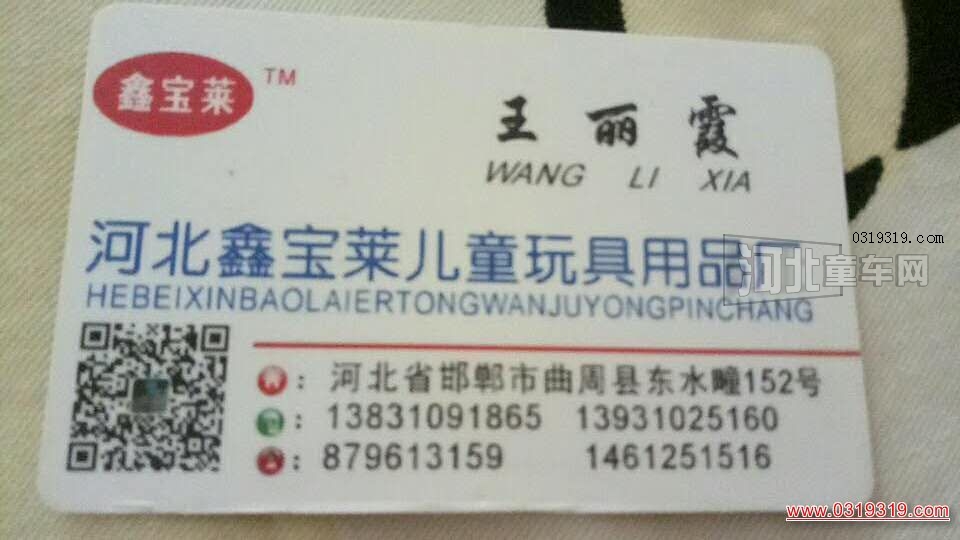 鑫宝莱 TM
王丽霞
WANG LI XIA
河北鑫宝莱儿童玩具用品厂
HEBEIXINBAOLAIERTONGWANJUYONGPINCHANG
河北童车网
0319319.com
: 河北省邯郸市曲周县东水疃152号
: 13831091865 13931025160
: 879613159 1461251516
www.0319319.com